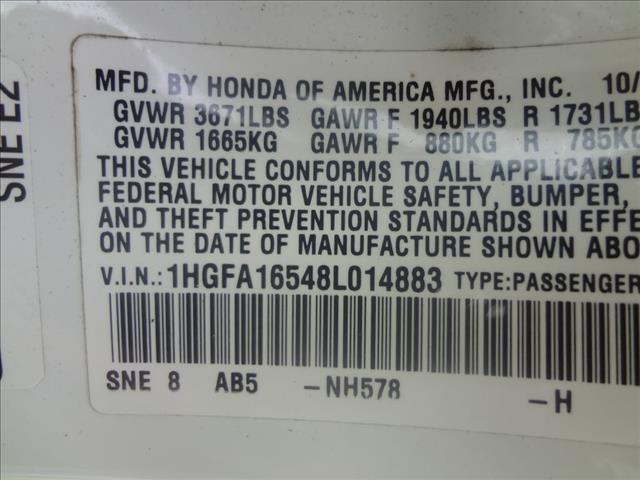 SNE E2
MFD. BY HONDA OF AMERICA MFG., INC. 10/
GVWR 3671LBS GAWR F 1940LBS R 1731LB
GVWR 1665KG GAWR F 880KG R 785KG
THIS VEHICLE CONFORMS TO ALL APPLICABLE
FEDERAL MOTOR VEHICLE SAFETY, BUMPER,
AND THEFT PREVENTION STANDARDS IN EFFE
ON THE DATE OF MANUFACTURE SHOWN ABO
V.I.N.: 1HGFA16548L014883 TYPE:PASSENGER
SNE 8 AB5 -NH578 -H